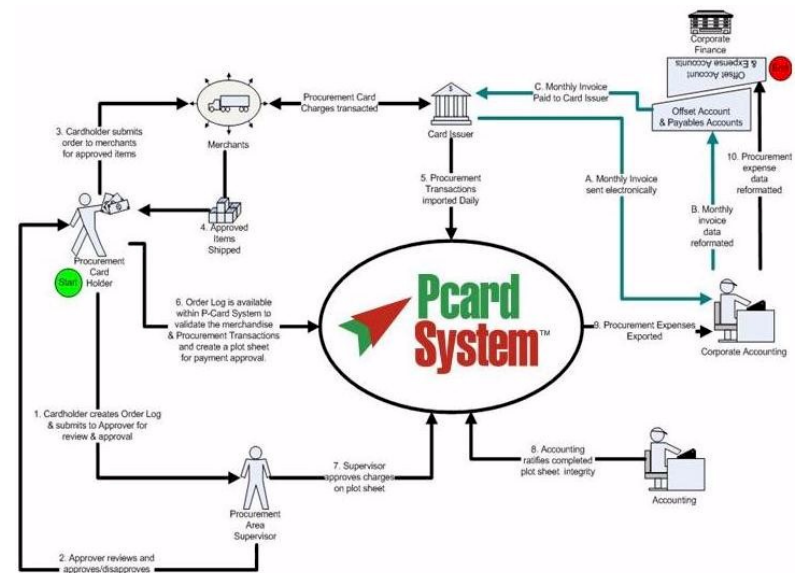 Corporate
Finance
Offset Account
& Expense Accounts
End
C. Monthly Invoice
Paid to Card Issuer
Offset Account
& Payables Accounts
Procurement Card
Charges transacted
Card Issuer
3. Cardholder submits
order to merchants
for approved items
Merchants
5. Procurement
Transactions
imported Daily
A. Monthly Invoice
sent electronically
10. Procurement
expense
data
reformatted
B. Monthly
invoice
data
reformated
4. Approved
Items
Shipped
Procurement
Card
Holder
Start
6. Order Log is available
within P-Card System to
validate the merchandise
& Procurement Transactions
and create a plot sheet
for payment approval.
Pcard
System™
9. Procurement Expenses
Exported
Corporate Accounting
1. Cardholder creates Order Log
& submits to Approver for
review & approval
7. Supervisor
approves charges
on plot sheet
8. Accounting
ratifies completed
plot sheet integrity
Accounting
Procurement
Area
Supervisor
2. Approver reviews and
approves/disapproves